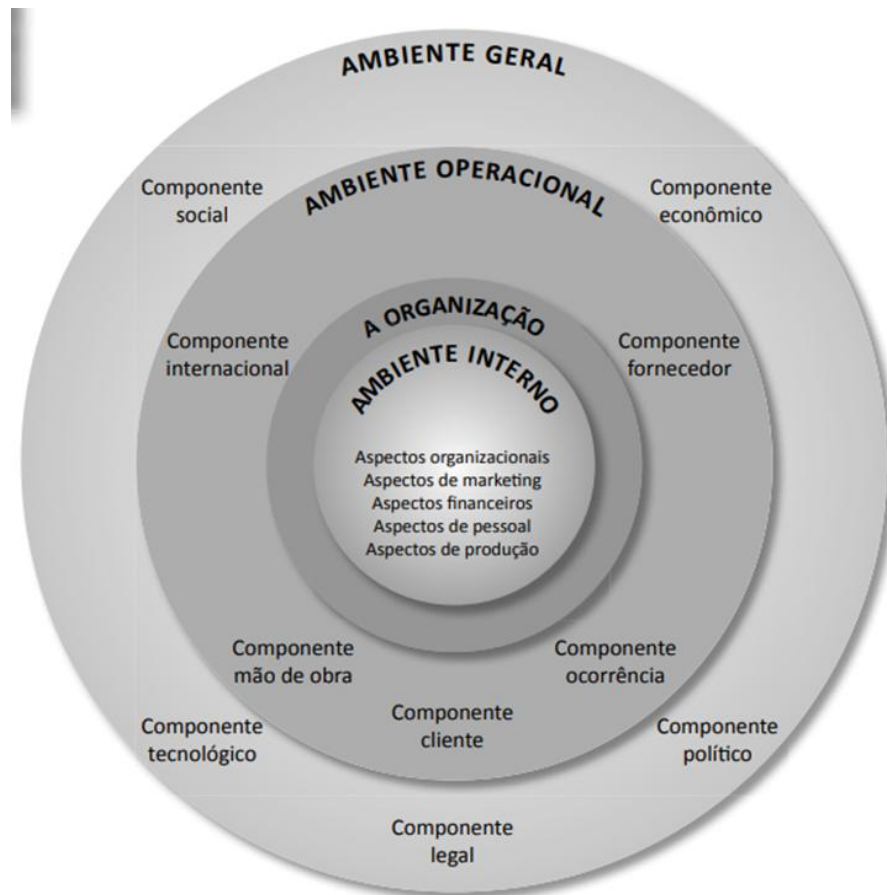 AMBIENTE GERAL
AMBIENTE OPERACIONAL
Componente
social
Componente
econômico
A ORGANIZAÇÃO
Componente
internacional
Componente
fornecedor
AMBIENTE INTERNO
Aspectos organizacionais
Aspectos de marketing
Aspectos financeiros
Aspectos de pessoal
Aspectos de produção
Componente
mão de obra
Componente
ocorrência
Componente
cliente
Componente
tecnológico
Componente
político
Componente
legal